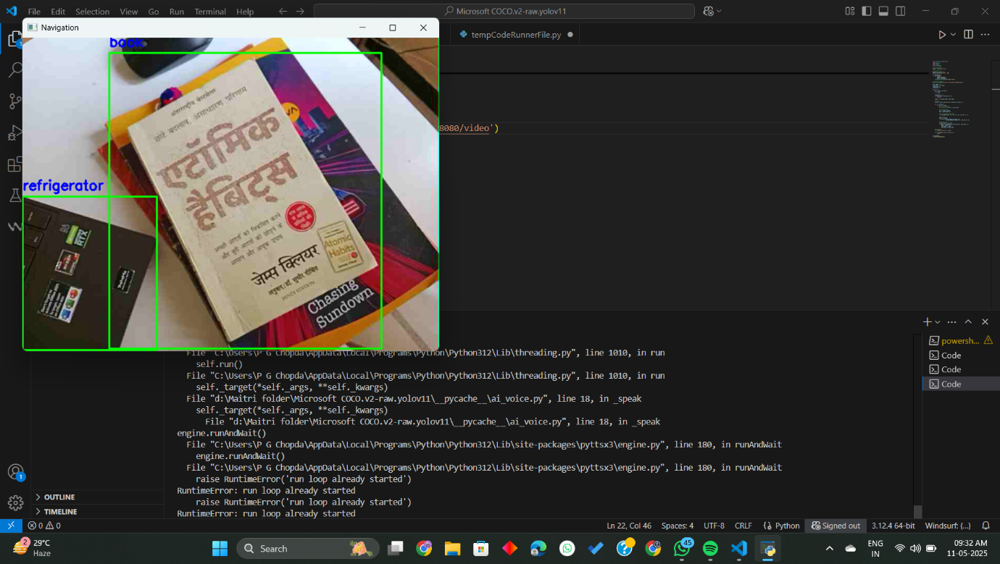 File Edit Selection View Go Run Terminal Help
Microsoft COCO.v2-raw.yolov11
Navigation
tempCodeRunnerFile.py
8080/video')
book
refrigerator
अंतरराष्ट्रीय बेस्टसेलर
छोटे बदलाव, असाधारण परिणाम
एटॉमिक
हैबिट्स
अच्छी आदतों को विकसित करने
और बुरी आदतों को छोड़ने के
आसान और अचूक उपाय
Atomic
Habits
जेम्स क्लियर
HINDI EDITION
Chasing
Sundown
RTX
RYZEN
File "C:\Users\P G Chopda\AppData\Local\Programs\Python\Python312\Lib\threading.py", line 1010, in run
self.run()
File "C:\Users\P G Chopda\AppData\Local\Programs\Python\Python312\Lib\threading.py", line 1010, in run
self._target(*self._args, **self._kwargs)
File "d:\Maitri folder\Microsoft COCO.v2-raw.yolov11\__pycache__\ai_voice.py", line 18, in _speak
self._target(*self._args, **self._kwargs)
File "d:\Maitri folder\Microsoft COCO.v2-raw.yolov11\__pycache__\ai_voice.py", line 18, in _speak
engine.runAndWait()
File "C:\Users\P G Chopda\AppData\Local\Programs\Python\Python312\Lib\site-packages\pyttsx3\engine.py", line 180, in runAndWait
engine.runAndWait()
File "C:\Users\P G Chopda\AppData\Local\Programs\Python\Python312\Lib\site-packages\pyttsx3\engine.py", line 180, in runAndWait
raise RuntimeError('run loop already started')
RuntimeError: run loop already started
raise RuntimeError('run loop already started')
RuntimeError: run loop already started
powersh...
Code
Code
Code
OUTLINE
TIMELINE
0 0
Ln 22, Col 46 Spaces: 4 UTF-8 CRLF Python Signed out 3.12.4 64-bit Windsurf: {...}
29°C
Haze
Search
45
ENG
IN
09:32 AM
11-05-2025